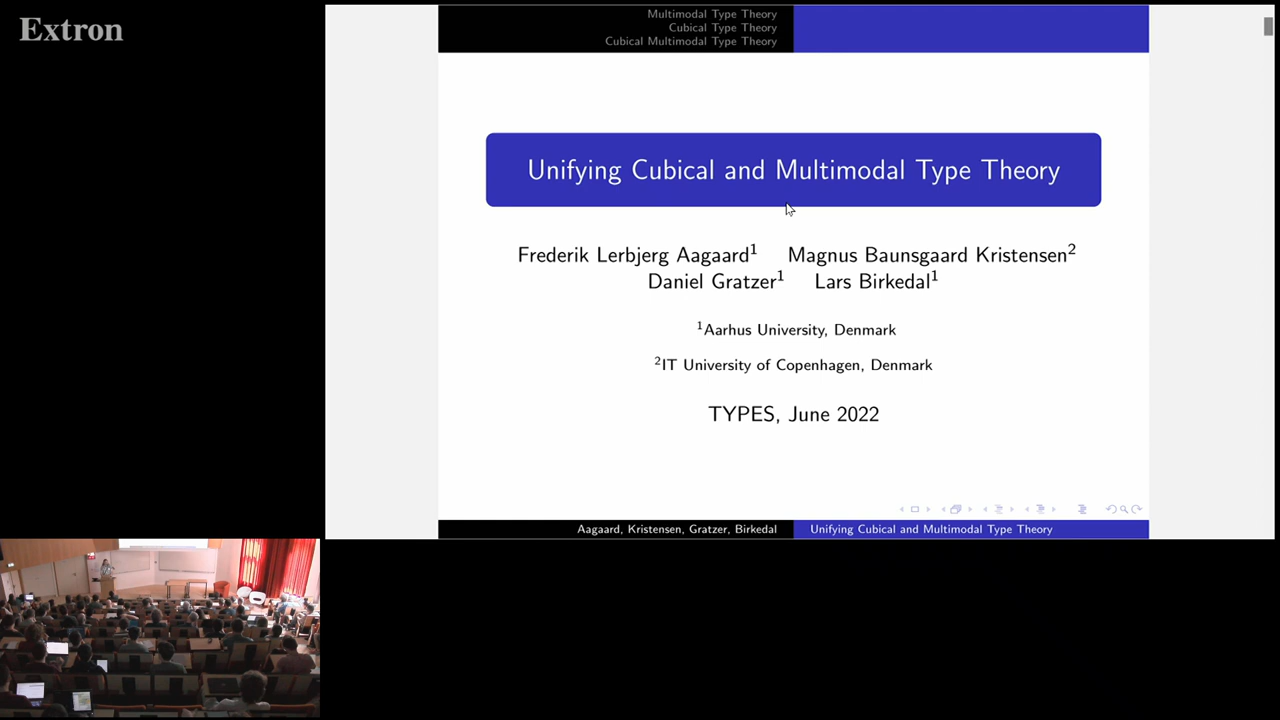 Extron
Multimodal Type Theory
Cubical Type Theory
Cubical Multimodal Type Theory
Unifying Cubical and Multimodal Type Theory
Frederik Lerbjerg Aagaard1 Magnus Baunsgaard Kristensen2
Daniel Gratzer1 Lars Birkedal1
1Aarhus University, Denmark
2IT University of Copenhagen, Denmark
TYPES, June 2022
Aagaard, Kristensen, Gratzer, Birkedal Unifying Cubical and Multimodal Type Theory